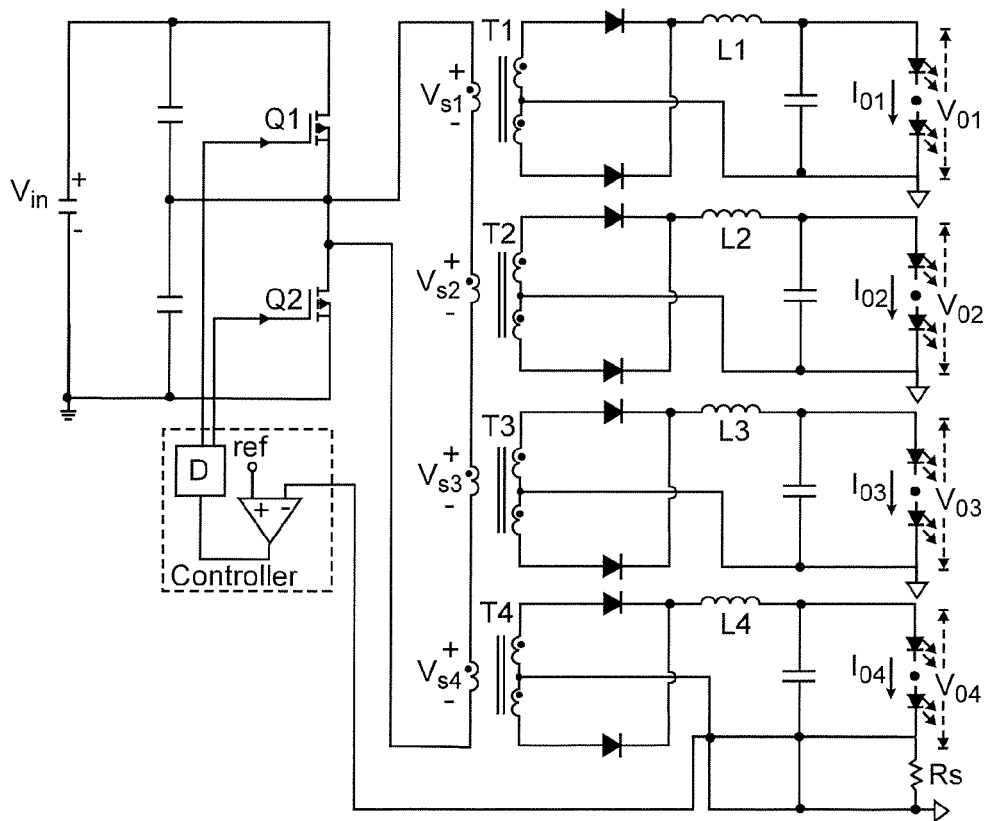 Vin
+
-
Q1
Q2
D
ref
+ -
Controller
T1
+
Vs1
-
L1
I01
V01
T2
+
Vs2
-
L2
I02
V02
T3
+
Vs3
-
L3
I03
V03
T4
+
Vs4
-
L4
I04
V04
Rs